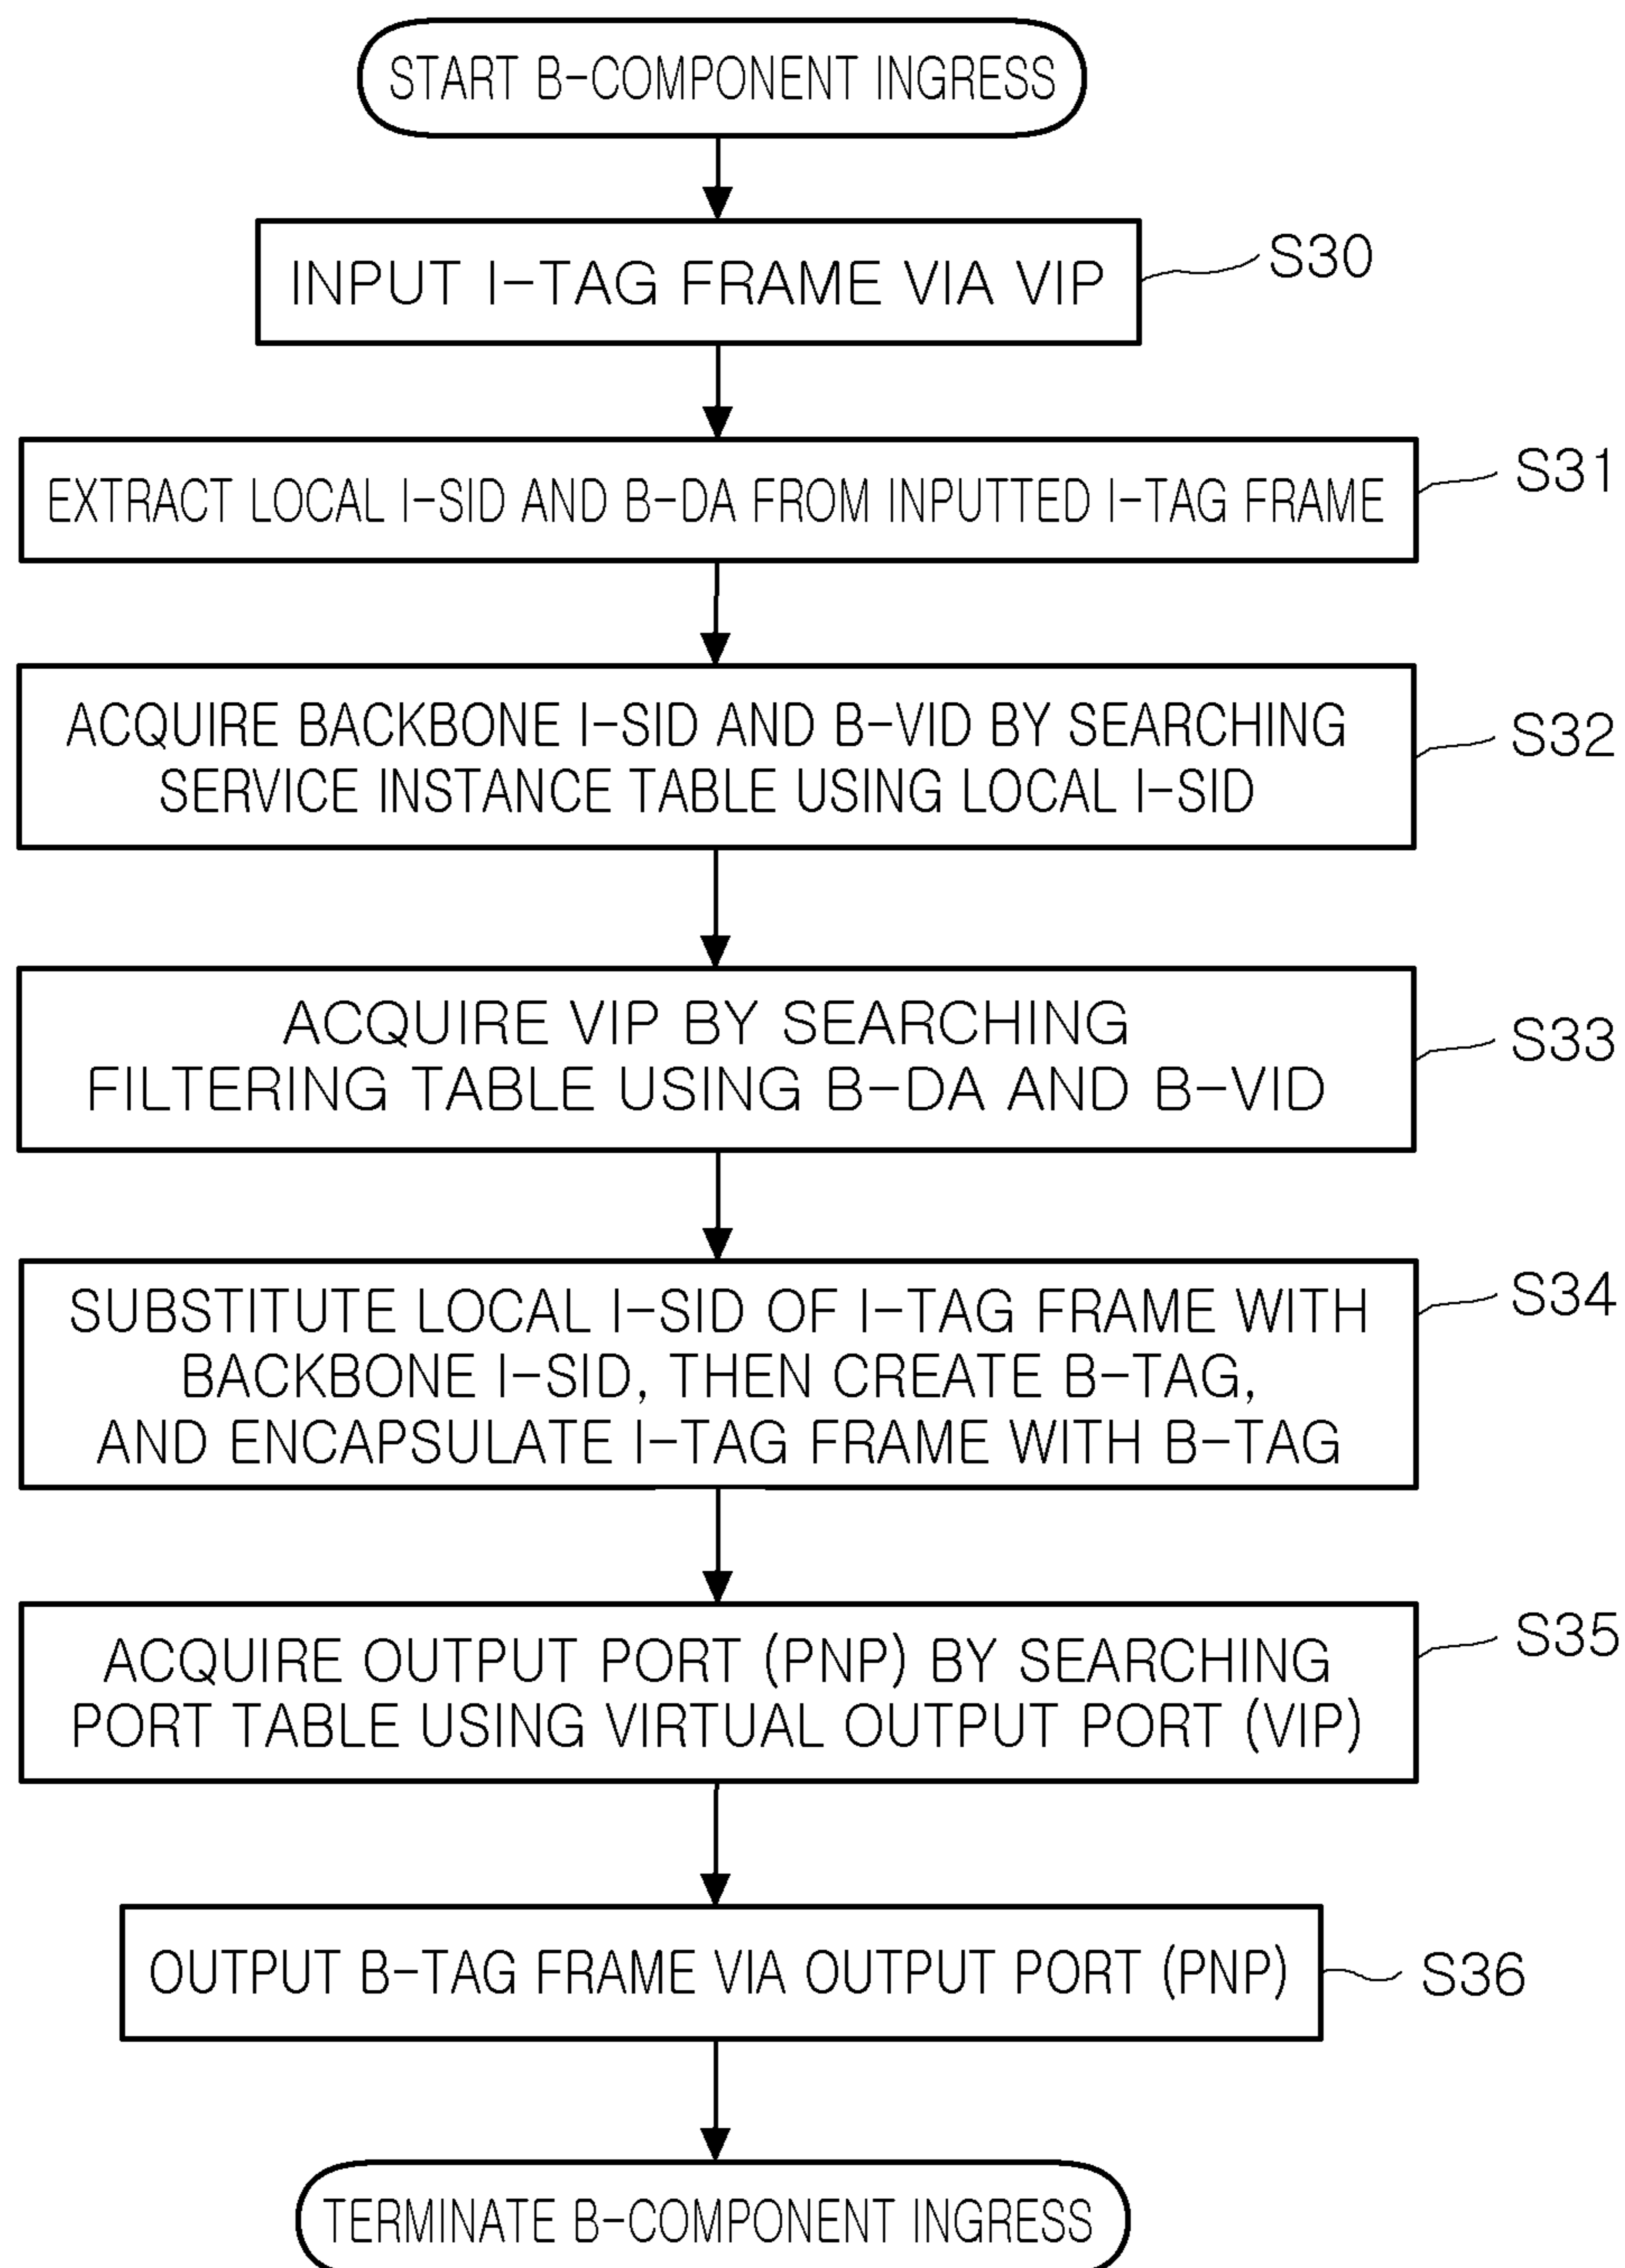 START B-COMPONENT INGRESS
INPUT I-TAG FRAME VIA VIP
S30
EXTRACT LOCAL I-SID AND B-DA FROM INPUTTED I-TAG FRAME
S31
ACQUIRE BACKBONE I-SID AND B-VID BY SEARCHING
SERVICE INSTANCE TABLE USING LOCAL I-SID
S32
ACQUIRE VIP BY SEARCHING
FILTERING TABLE USING B-DA AND B-VID
S33
SUBSTITUTE LOCAL I-SID OF I-TAG FRAME WITH
BACKBONE I-SID, THEN CREATE B-TAG,
AND ENCAPSULATE I-TAG FRAME WITH B-TAG
S34
ACQUIRE OUTPUT PORT (PNP) BY SEARCHING
PORT TABLE USING VIRTUAL OUTPUT PORT (VIP)
S35
OUTPUT B-TAG FRAME VIA OUTPUT PORT (PNP)
S36
TERMINATE B-COMPONENT INGRESS